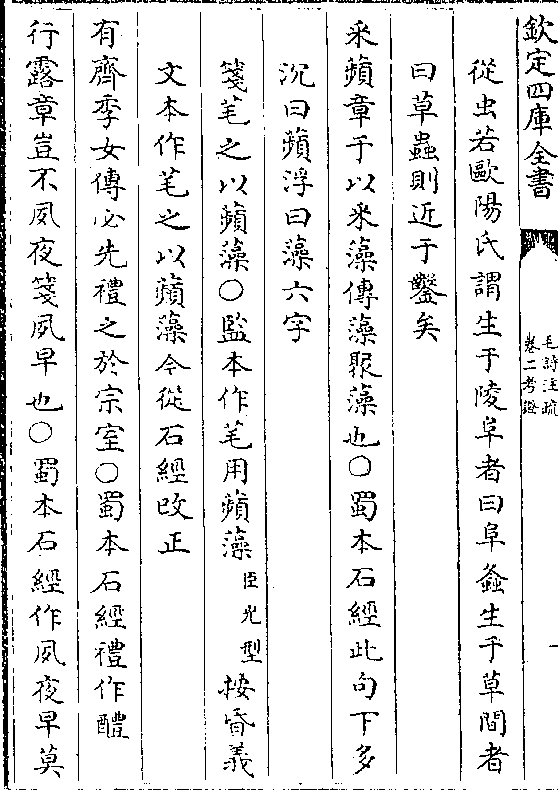 欽定四庫全書
毛詩注疏
卷二考證
一
從虫若歐陽氏謂生于陵阜者曰阜螽生于草間者
曰草蟲則近于鑿矣
采蘋章于以采藻傳藻聚藻也○蜀本石經此句下多
沉曰蘋浮曰藻六字
箋芼之以蘋藻○監本作芼用蘋藻臣光型按昏義
文本作芼之以蘋藻今從石經改正
有齊季女傳必先禮之於宗室○蜀本石經禮作醴
行露章豈不夙夜箋夙早也○蜀本石經作夙夜早莫